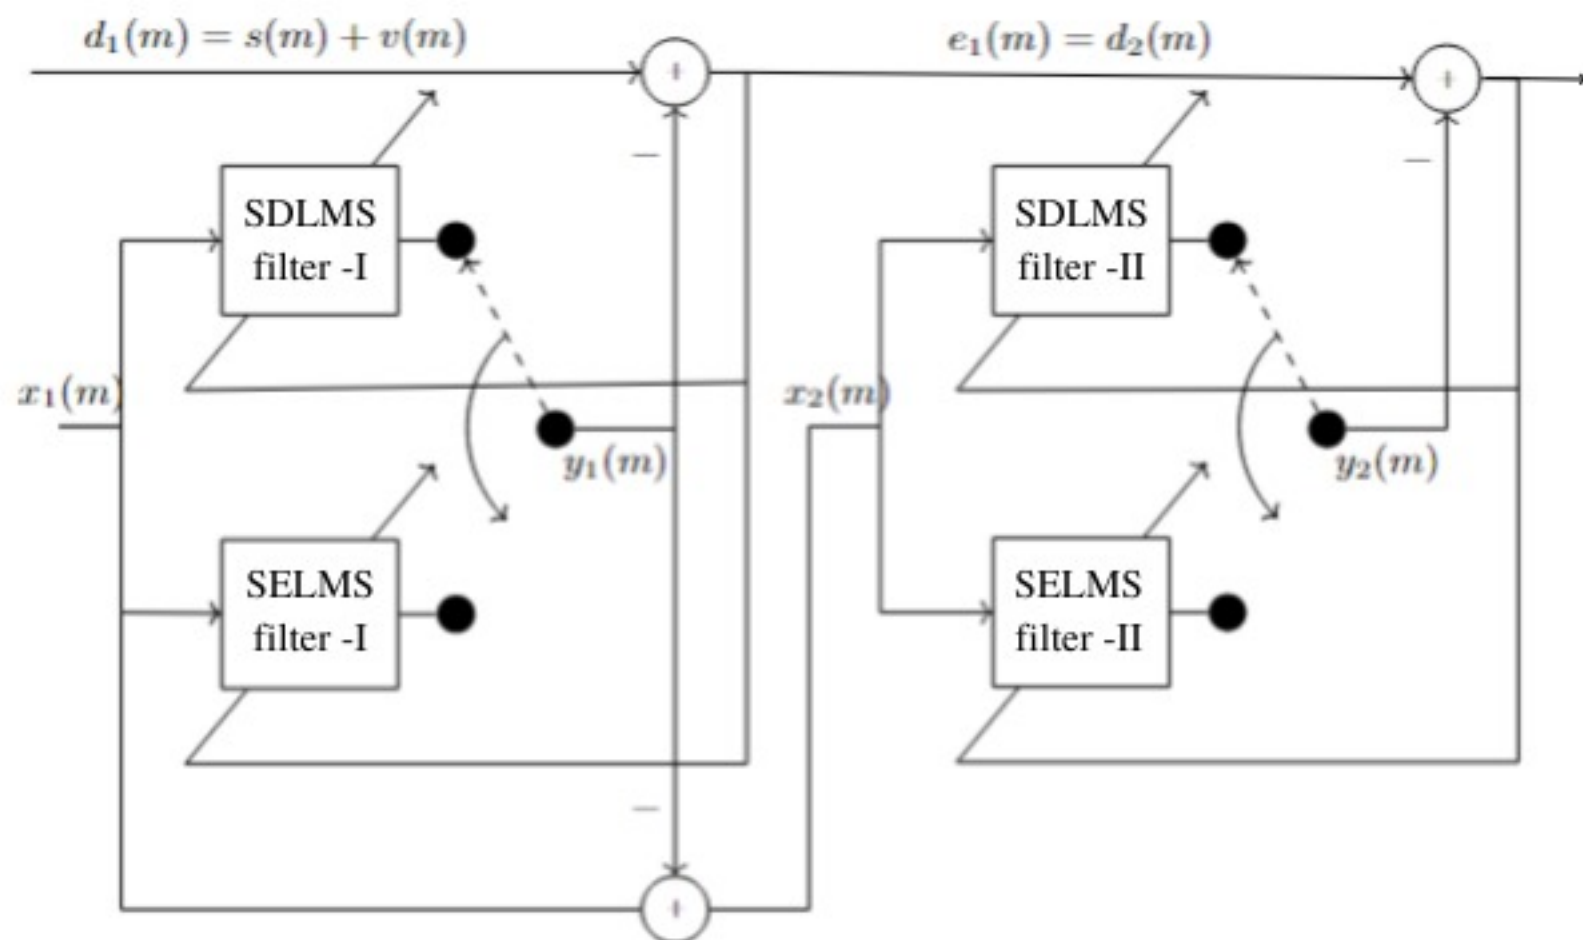 d₁(m) = s(m) + v(m)
e₁(m) = d₂(m)
+
+
−
−
SDLMS
filter -I
SDLMS
filter -II
x₁(m)
x₂(m)
y₁(m)
y₂(m)
SELMS
filter -I
SELMS
filter -II
−
+